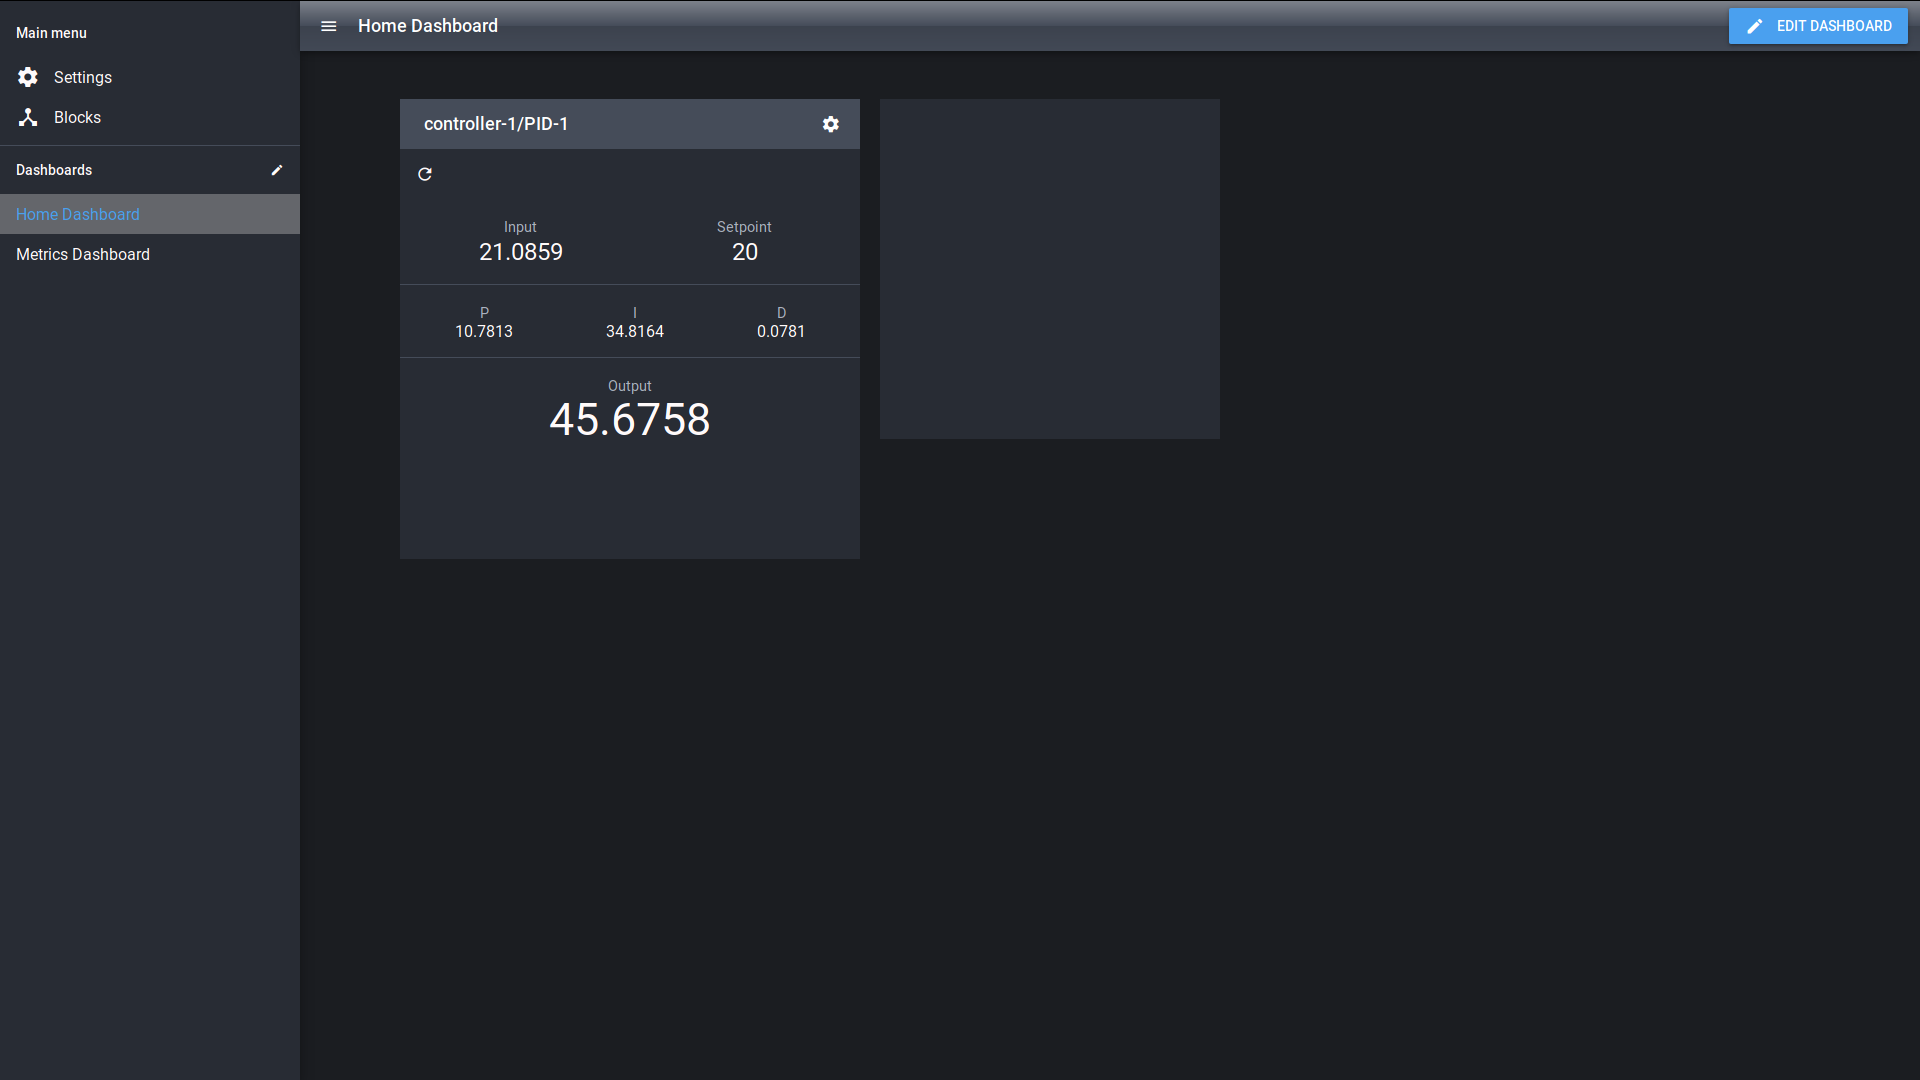 Main menu
Settings
Blocks
Dashboards
Home Dashboard
Metrics Dashboard
Home Dashboard
EDIT DASHBOARD
controller-1/PID-1
Input Setpoint
21.0859 20
P I D
10.7813 34.8164 0.0781
Output
45.6758